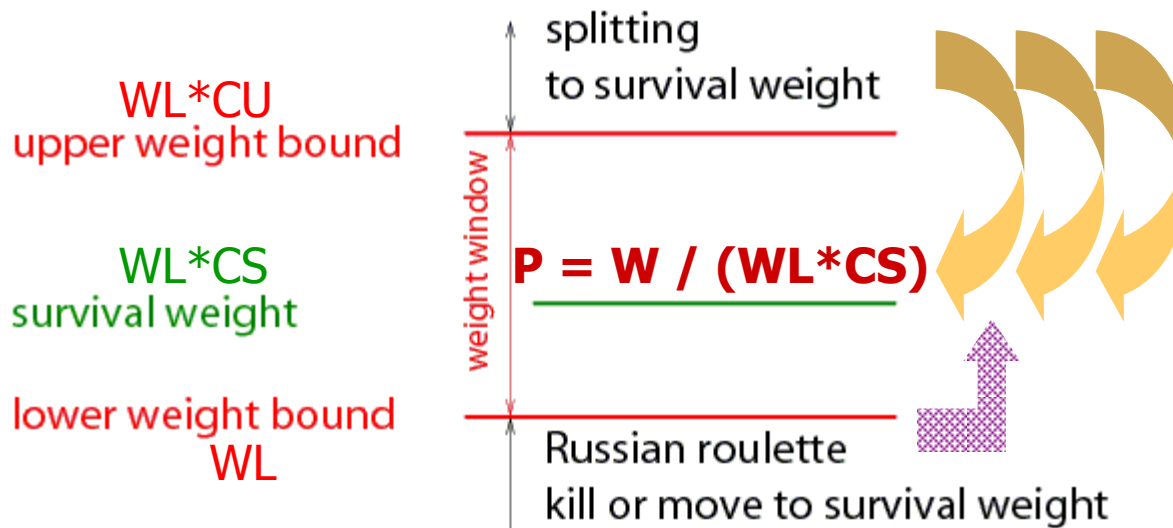 splitting
to survival weight
WL*CU
upper weight bound
weight window
WL*CS
survival weight
P = W / (WL*CS)
lower weight bound
WL
Russian roulette
kill or move to survival weight